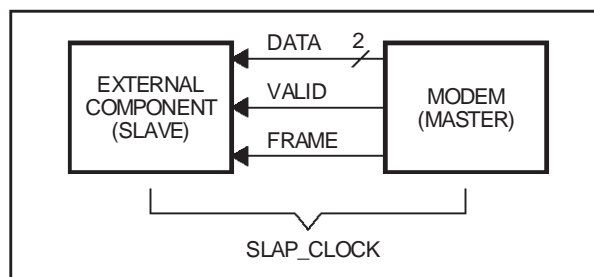 DATA 2
EXTERNAL
COMPONENT
(SLAVE)
VALID
MODEM
(MASTER)
FRAME
SLAP_CLOCK